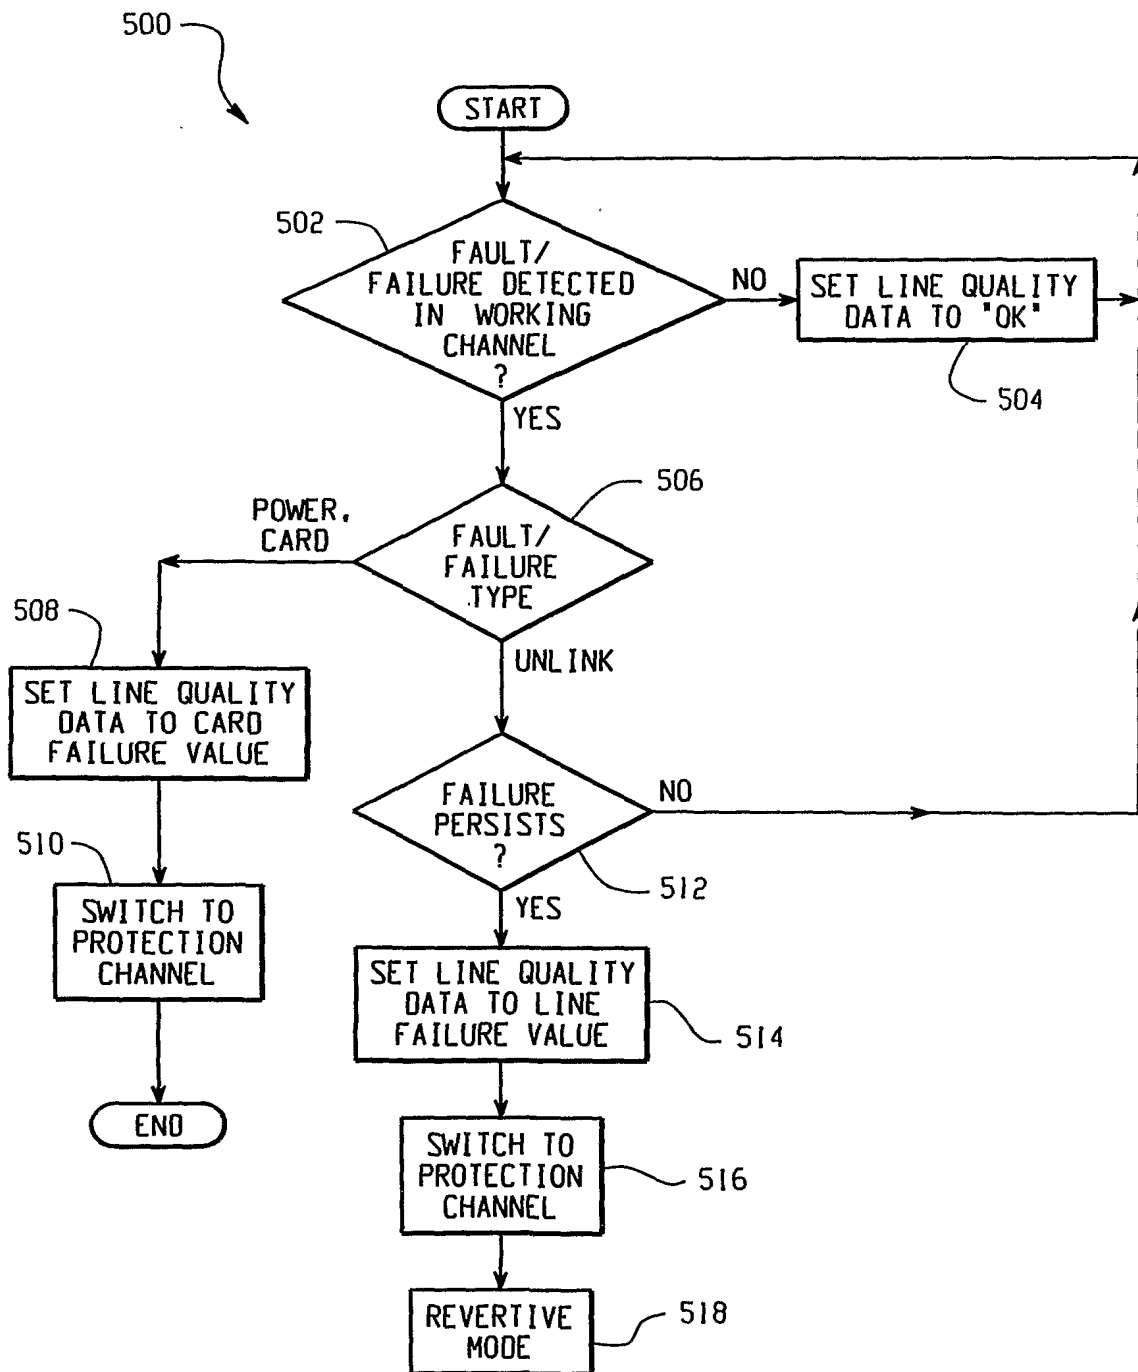 500
START
502
FAULT/
FAILURE DETECTED
IN WORKING
CHANNEL
?
NO
SET LINE QUALITY
DATA TO "OK"
504
YES
506
POWER,
CARD
FAULT/
FAILURE
TYPE
508
UNLINK
SET LINE QUALITY
DATA TO CARD
FAILURE VALUE
FAILURE
PERSISTS
?
NO
512
510
YES
SWITCH TO
PROTECTION
CHANNEL
SET LINE QUALITY
DATA TO LINE
FAILURE VALUE
514
END
SWITCH TO
PROTECTION
CHANNEL
516
REVERTIVE
MODE
518